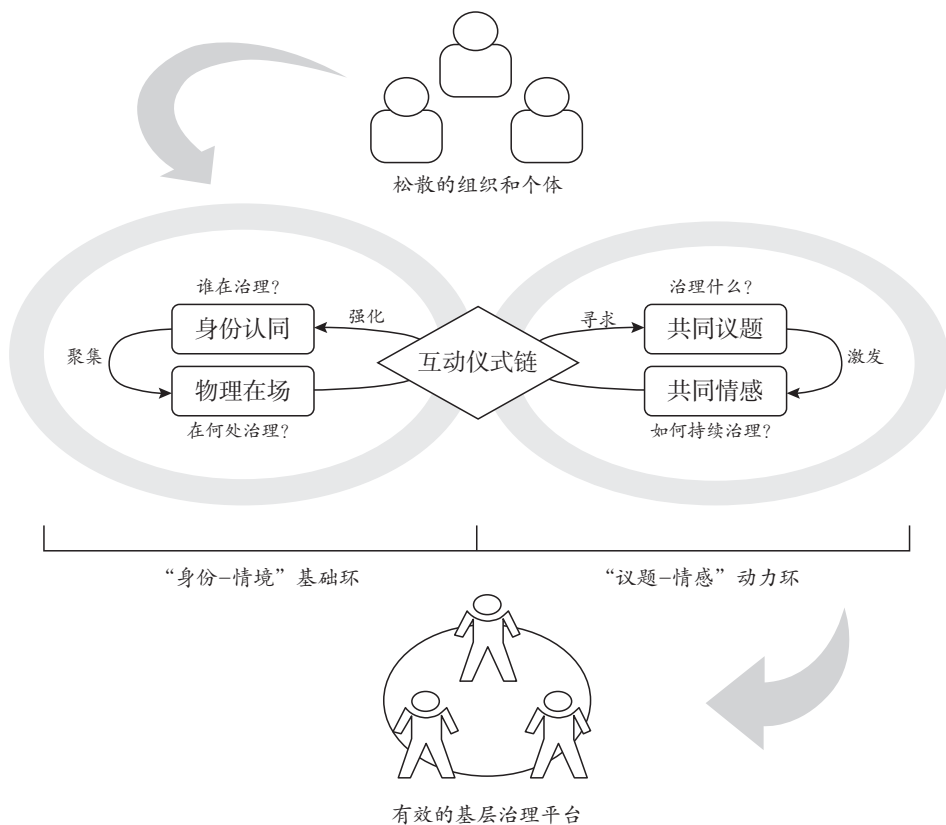 松散的组织和个体
谁在治理？
治理什么？
身份认同
强化
寻求
共同议题
聚集
互动仪式链
激发
物理在场
共同情感
在何处治理？
如何持续治理？
“身份–情境”基础环
“议题–情感”动力环
有效的基层治理平台